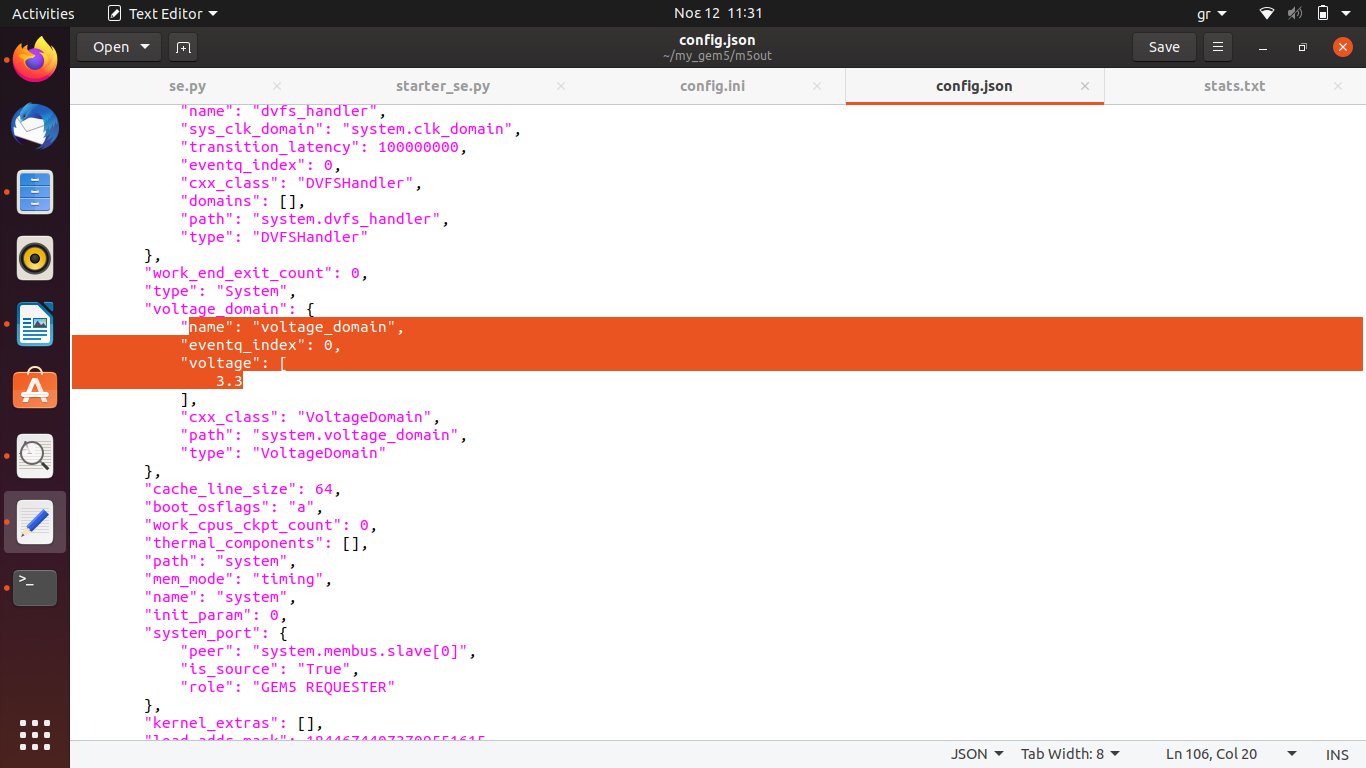 Activities
Text Editor
Νοε 12 11:31
gr
Open
config.json
~/my_gem5/m5out
Save
se.py
starter_se.py
config.ini
config.json
stats.txt
"name": "dvfs_handler",
"sys_clk_domain": "system.clk_domain",
"transition_latency": 100000000,
"eventq_index": 0,
"cxx_class": "DVFSHandler",
"domains": [],
"path": "system.dvfs_handler",
"type": "DVFSHandler"
},
"work_end_exit_count": 0,
"type": "System",
"voltage_domain": {
"name": "voltage_domain",
"eventq_index": 0,
"voltage": [
3.3
],
"cxx_class": "VoltageDomain",
"path": "system.voltage_domain",
"type": "VoltageDomain"
},
"cache_line_size": 64,
"boot_osflags": "a",
"work_cpus_ckpt_count": 0,
"thermal_components": [],
"path": "system",
"mem_mode": "timing",
"name": "system",
"init_param": 0,
"system_port": {
"peer": "system.membus.slave[0]",
"is_source": "True",
"role": "GEM5 REQUESTER"
},
"kernel_extras": [],
"load_addr_mask": 18446744073709551615,
JSON
Tab Width: 8
Ln 106, Col 20
INS